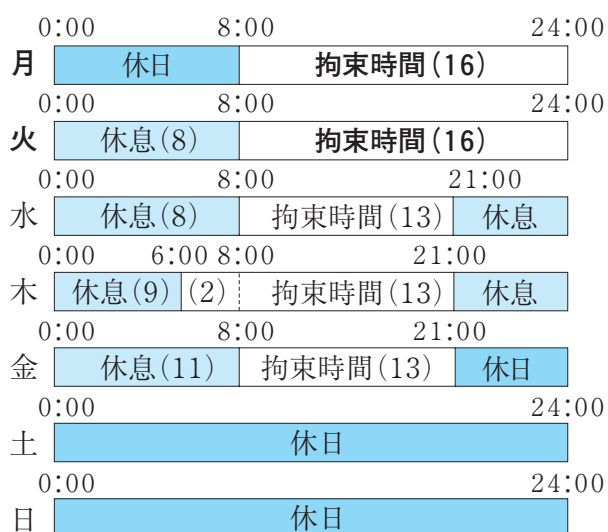 0:00 8:00 24:00
月 休日 拘束時間(16)
0:00 8:00 24:00
火 休息(8) 拘束時間(16)
0:00 8:00 21:00
水 休息(8) 拘束時間(13) 休息
0:00 6:00 8:00 21:00
木 休息(9) (2) 拘束時間(13) 休息
0:00 8:00 21:00
金 休息(11) 拘束時間(13) 休日
0:00 24:00
土 休日
0:00 24:00
日 休日